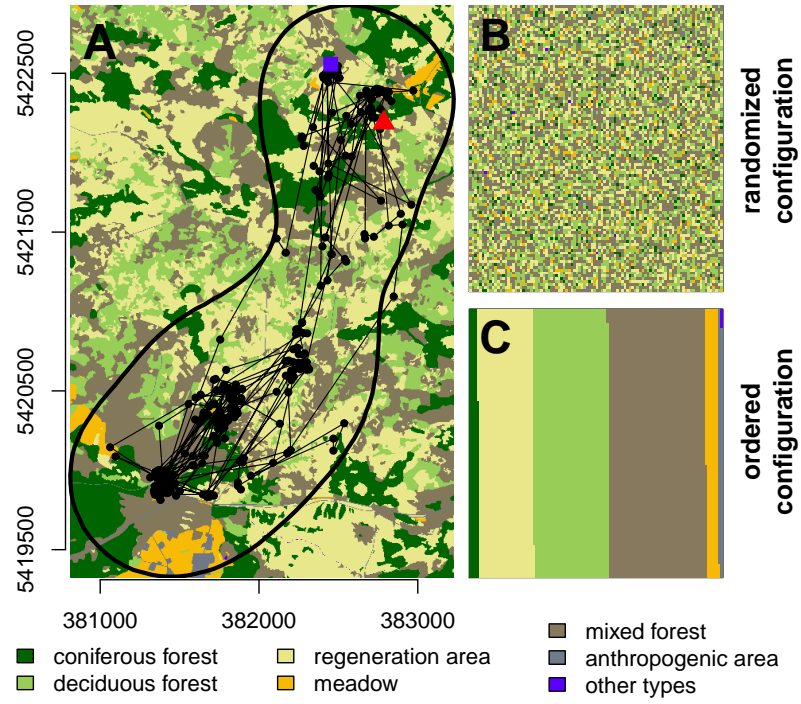 A
B
C
5422500
5421500
5420500
5419500
381000
382000
383000
randomized
configuration
ordered
configuration
coniferous forest
deciduous forest
regeneration area
meadow
mixed forest
anthropogenic area
other types